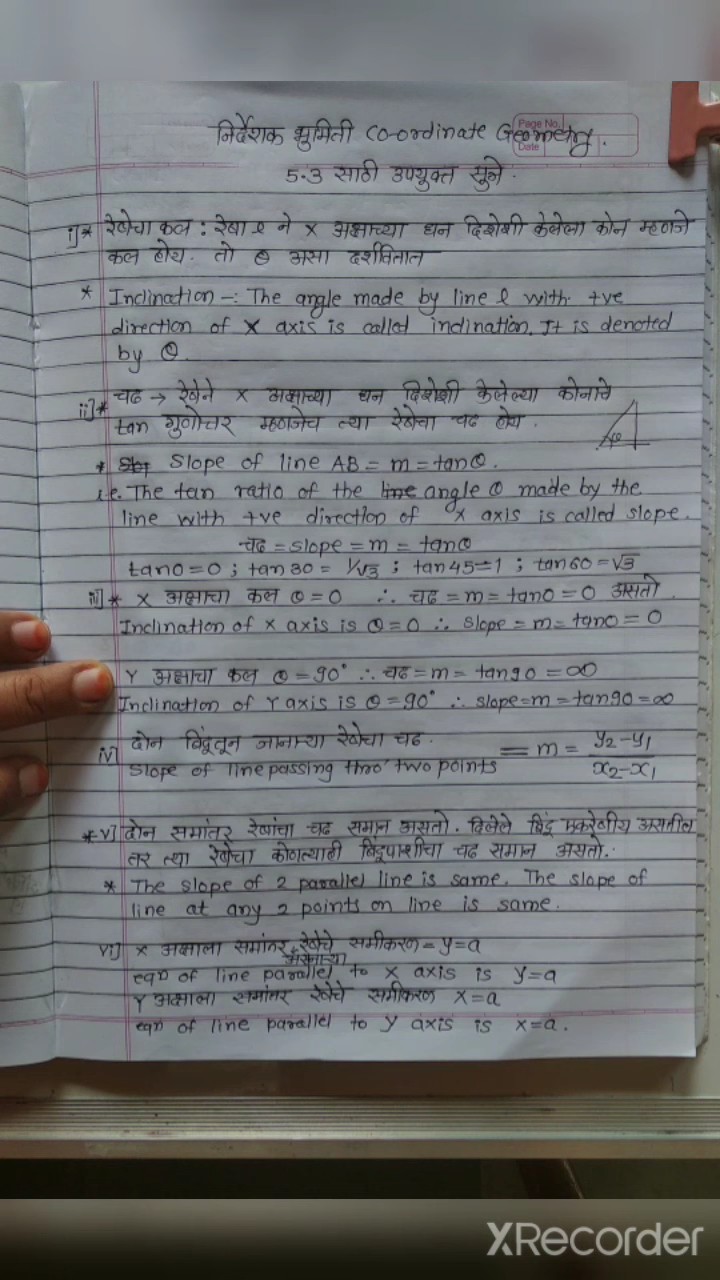 निर्देशक भुमिती co-ordinate Geometry.
Page No.
Date
5.3 साठी उपयुक्त सूत्रे.
i]* रेषेचा कल : रेषा l ने x अक्षाच्या धन दिशेशी केलेला कोन म्हणजे
कल होय. तो θ असा दर्शवितात
* Inclination -: The angle made by line l with +ve
direction of X axis is called inclination. It is denoted
by θ.
ii]* चढ → रेषेने x अक्षाच्या धन दिशेशी केलेल्या कोनाचे
tan गुणोत्तर म्हणजेच त्या रेषेचा चढ होय.
θ
* Slope of line AB = m = tanθ.
i.e. The tan ratio of the line angle θ made by the
line with +ve direction of x axis is called slope.
चढ = slope = m = tanθ
tan0 = 0 ; tan30 = 1/√3 ; tan45=1 ; tan60 = √3
iii]* x अक्षाचा कल θ = 0 ∴ चढ = m = tan0 = 0 असतो.
Inclination of x axis is θ = 0 ∴ slope = m = tan0 = 0
Y अक्षाचा कल θ = 90° ∴ चढ = m = tan90 = ∞
Inclination of Y axis is θ = 90° ∴ slope=m = tan90 = ∞
iv] दोन बिंदूतून जाणाऱ्या रेषेचा चढ.
slope of line passing thro' two points = m = y₂-y₁ / x₂-x₁
*v] दोन समांतर रेषांचा चढ समान असतो. दिलेले बिंदू एकरेषीय असतील
तर त्या रेषेचा कोणत्याही बिंदूपाशीचा चढ समान असतो.
* The slope of 2 parallel line is same. The slope of
line at any 2 points on line is same.
vi] x अक्षाला समांतर असणाऱ्या रेषेचे समीकरण = y=a
eqn of line parallel to x axis is y=a
Y अक्षाला समांतर रेषेचे समीकरण x=a
eqn of line parallel to y axis is x=a.
XRecorder